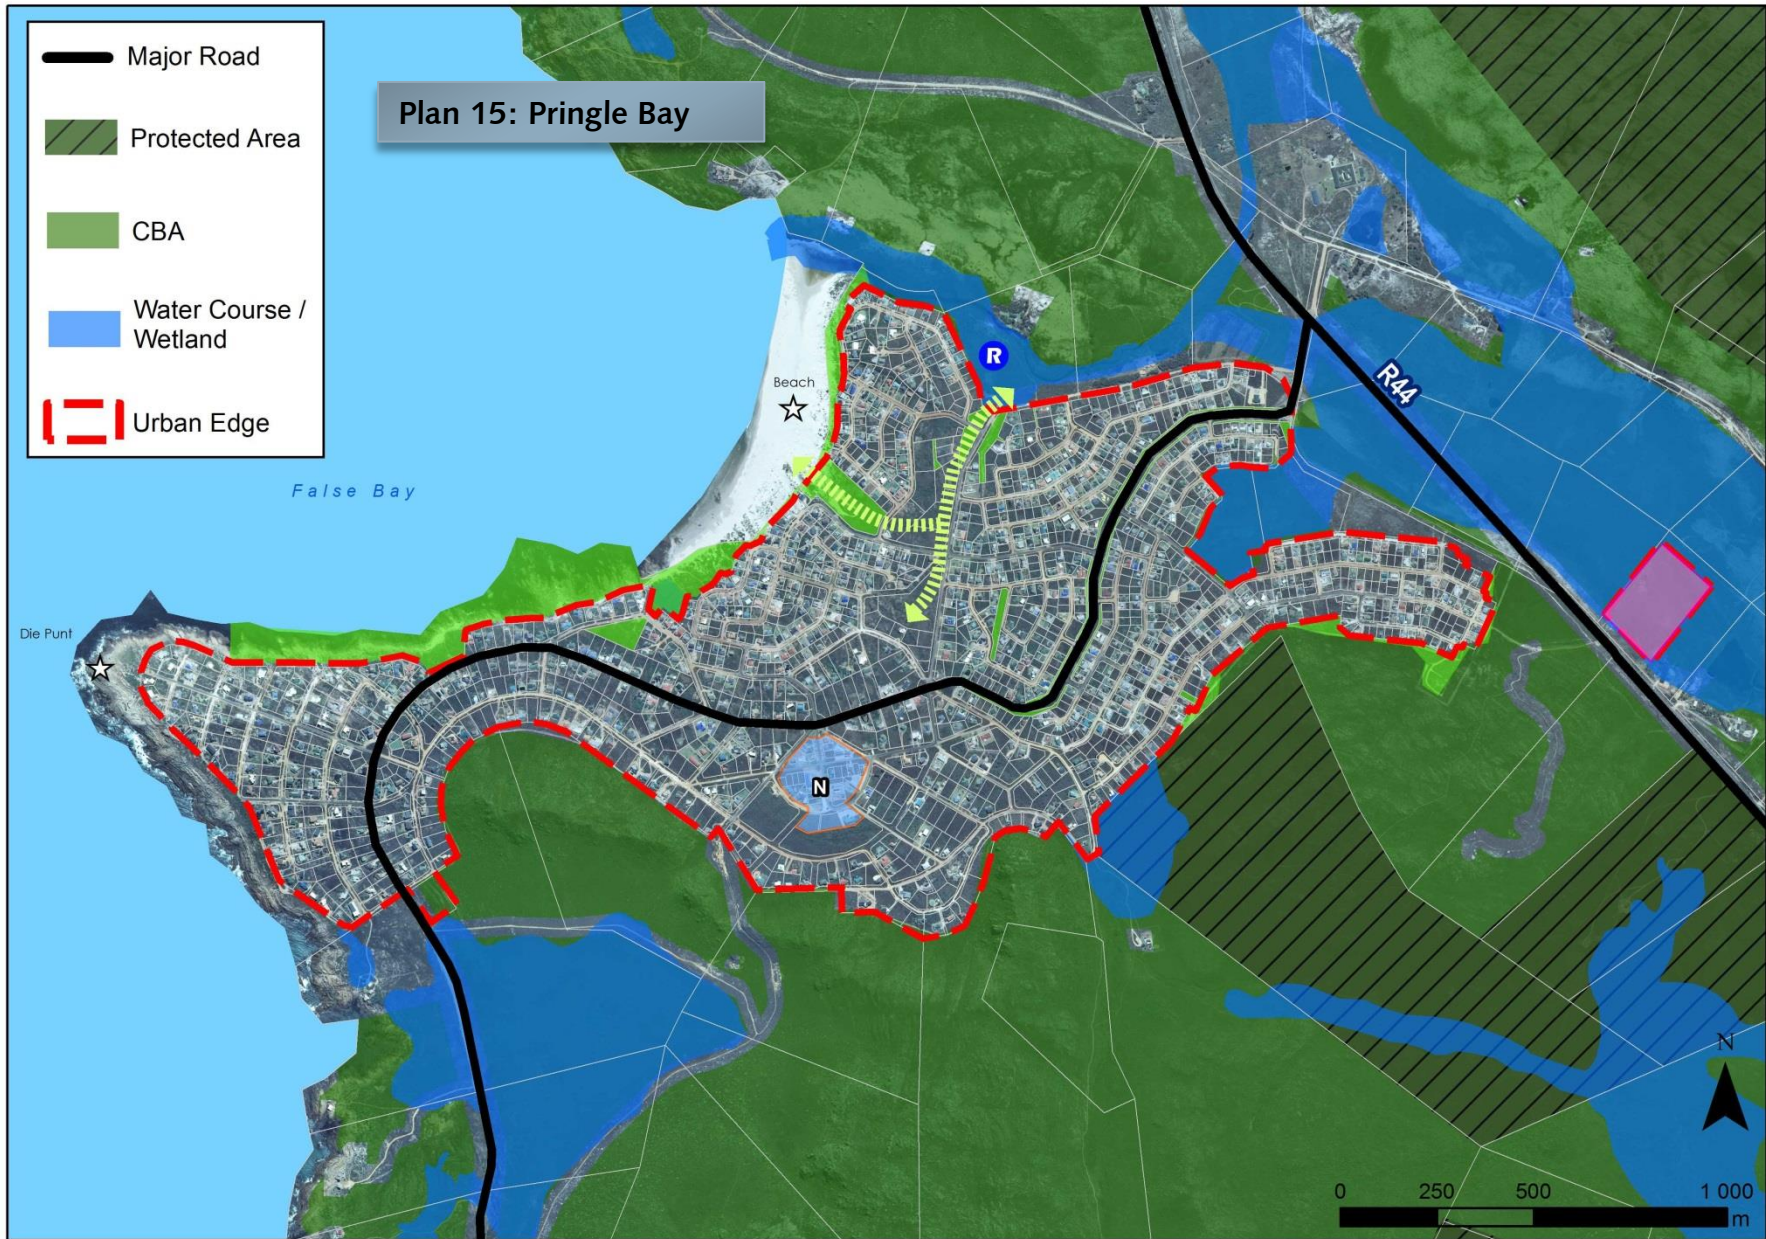 Major Road
Protected Area
CBA
Water Course /
Wetland
Urban Edge
Plan 15: Pringle Bay
R
Beach
R44
False Bay
Die Punt
N
N
0 250 500 1 000
m